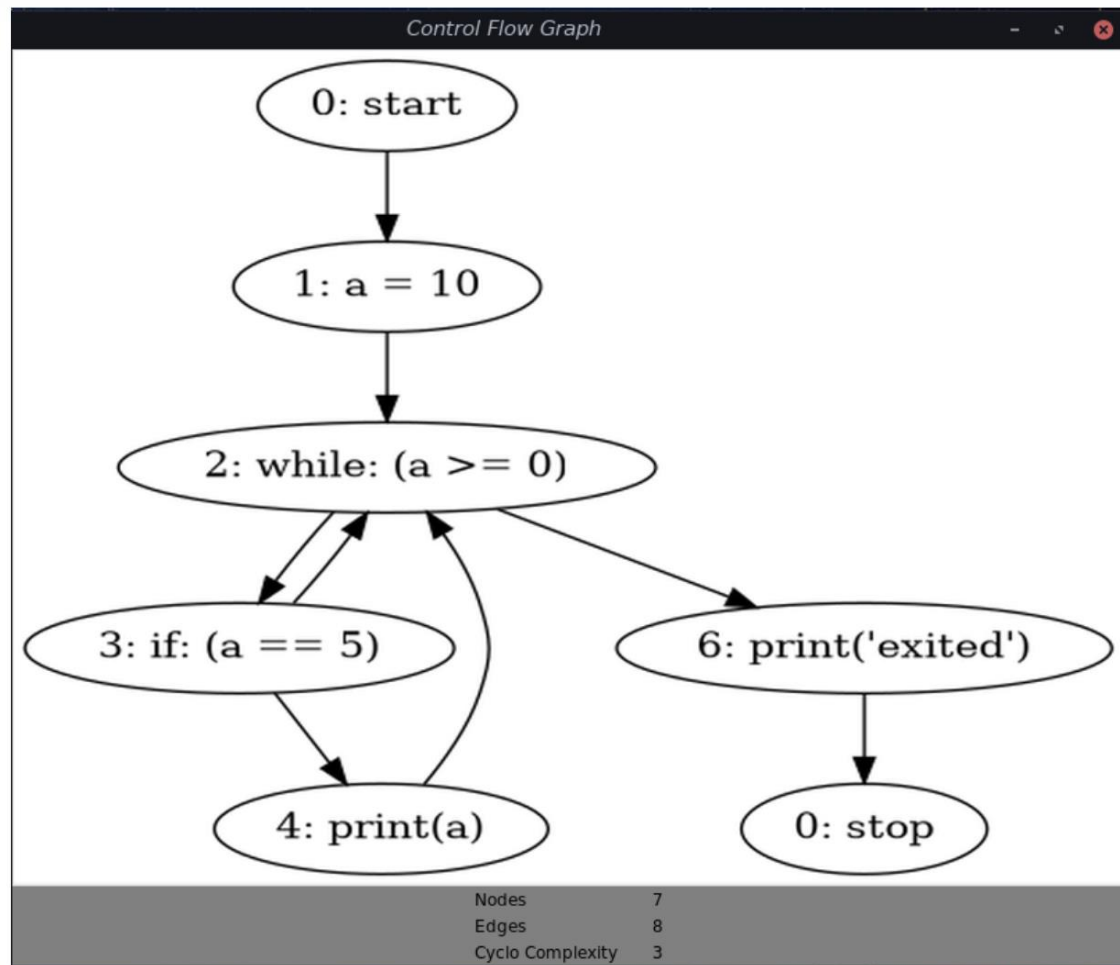 Control Flow Graph
0: start
1: a = 10
2: while: (a >= 0)
3: if: (a == 5)
6: print('exited')
4: print(a)
0: stop
Nodes 7
Edges 8
Cyclo Complexity 3